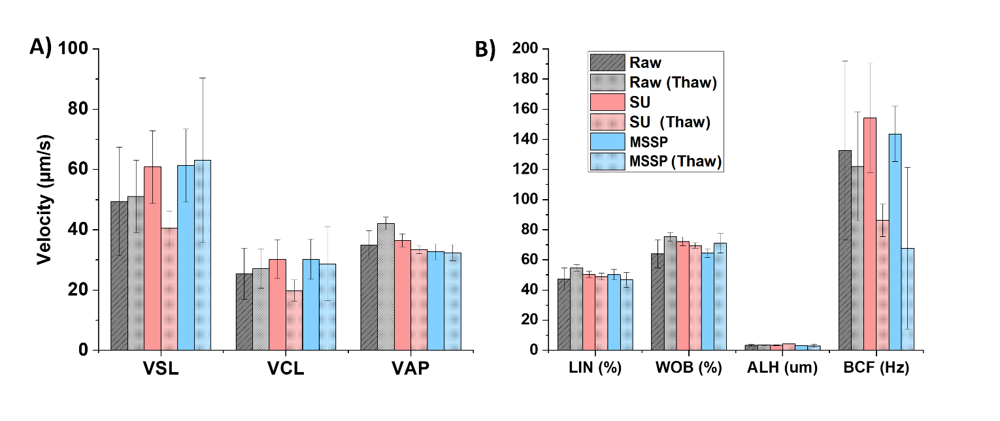 A)
100
80
60
40
20
0
Velocity (µm/s)
VSL
VCL
VAP
B)
200
180
160
140
120
100
80
60
40
20
0
Raw
Raw (Thaw)
SU
SU (Thaw)
MSSP
MSSP (Thaw)
LIN (%)
WOB (%)
ALH (um)
BCF (Hz)